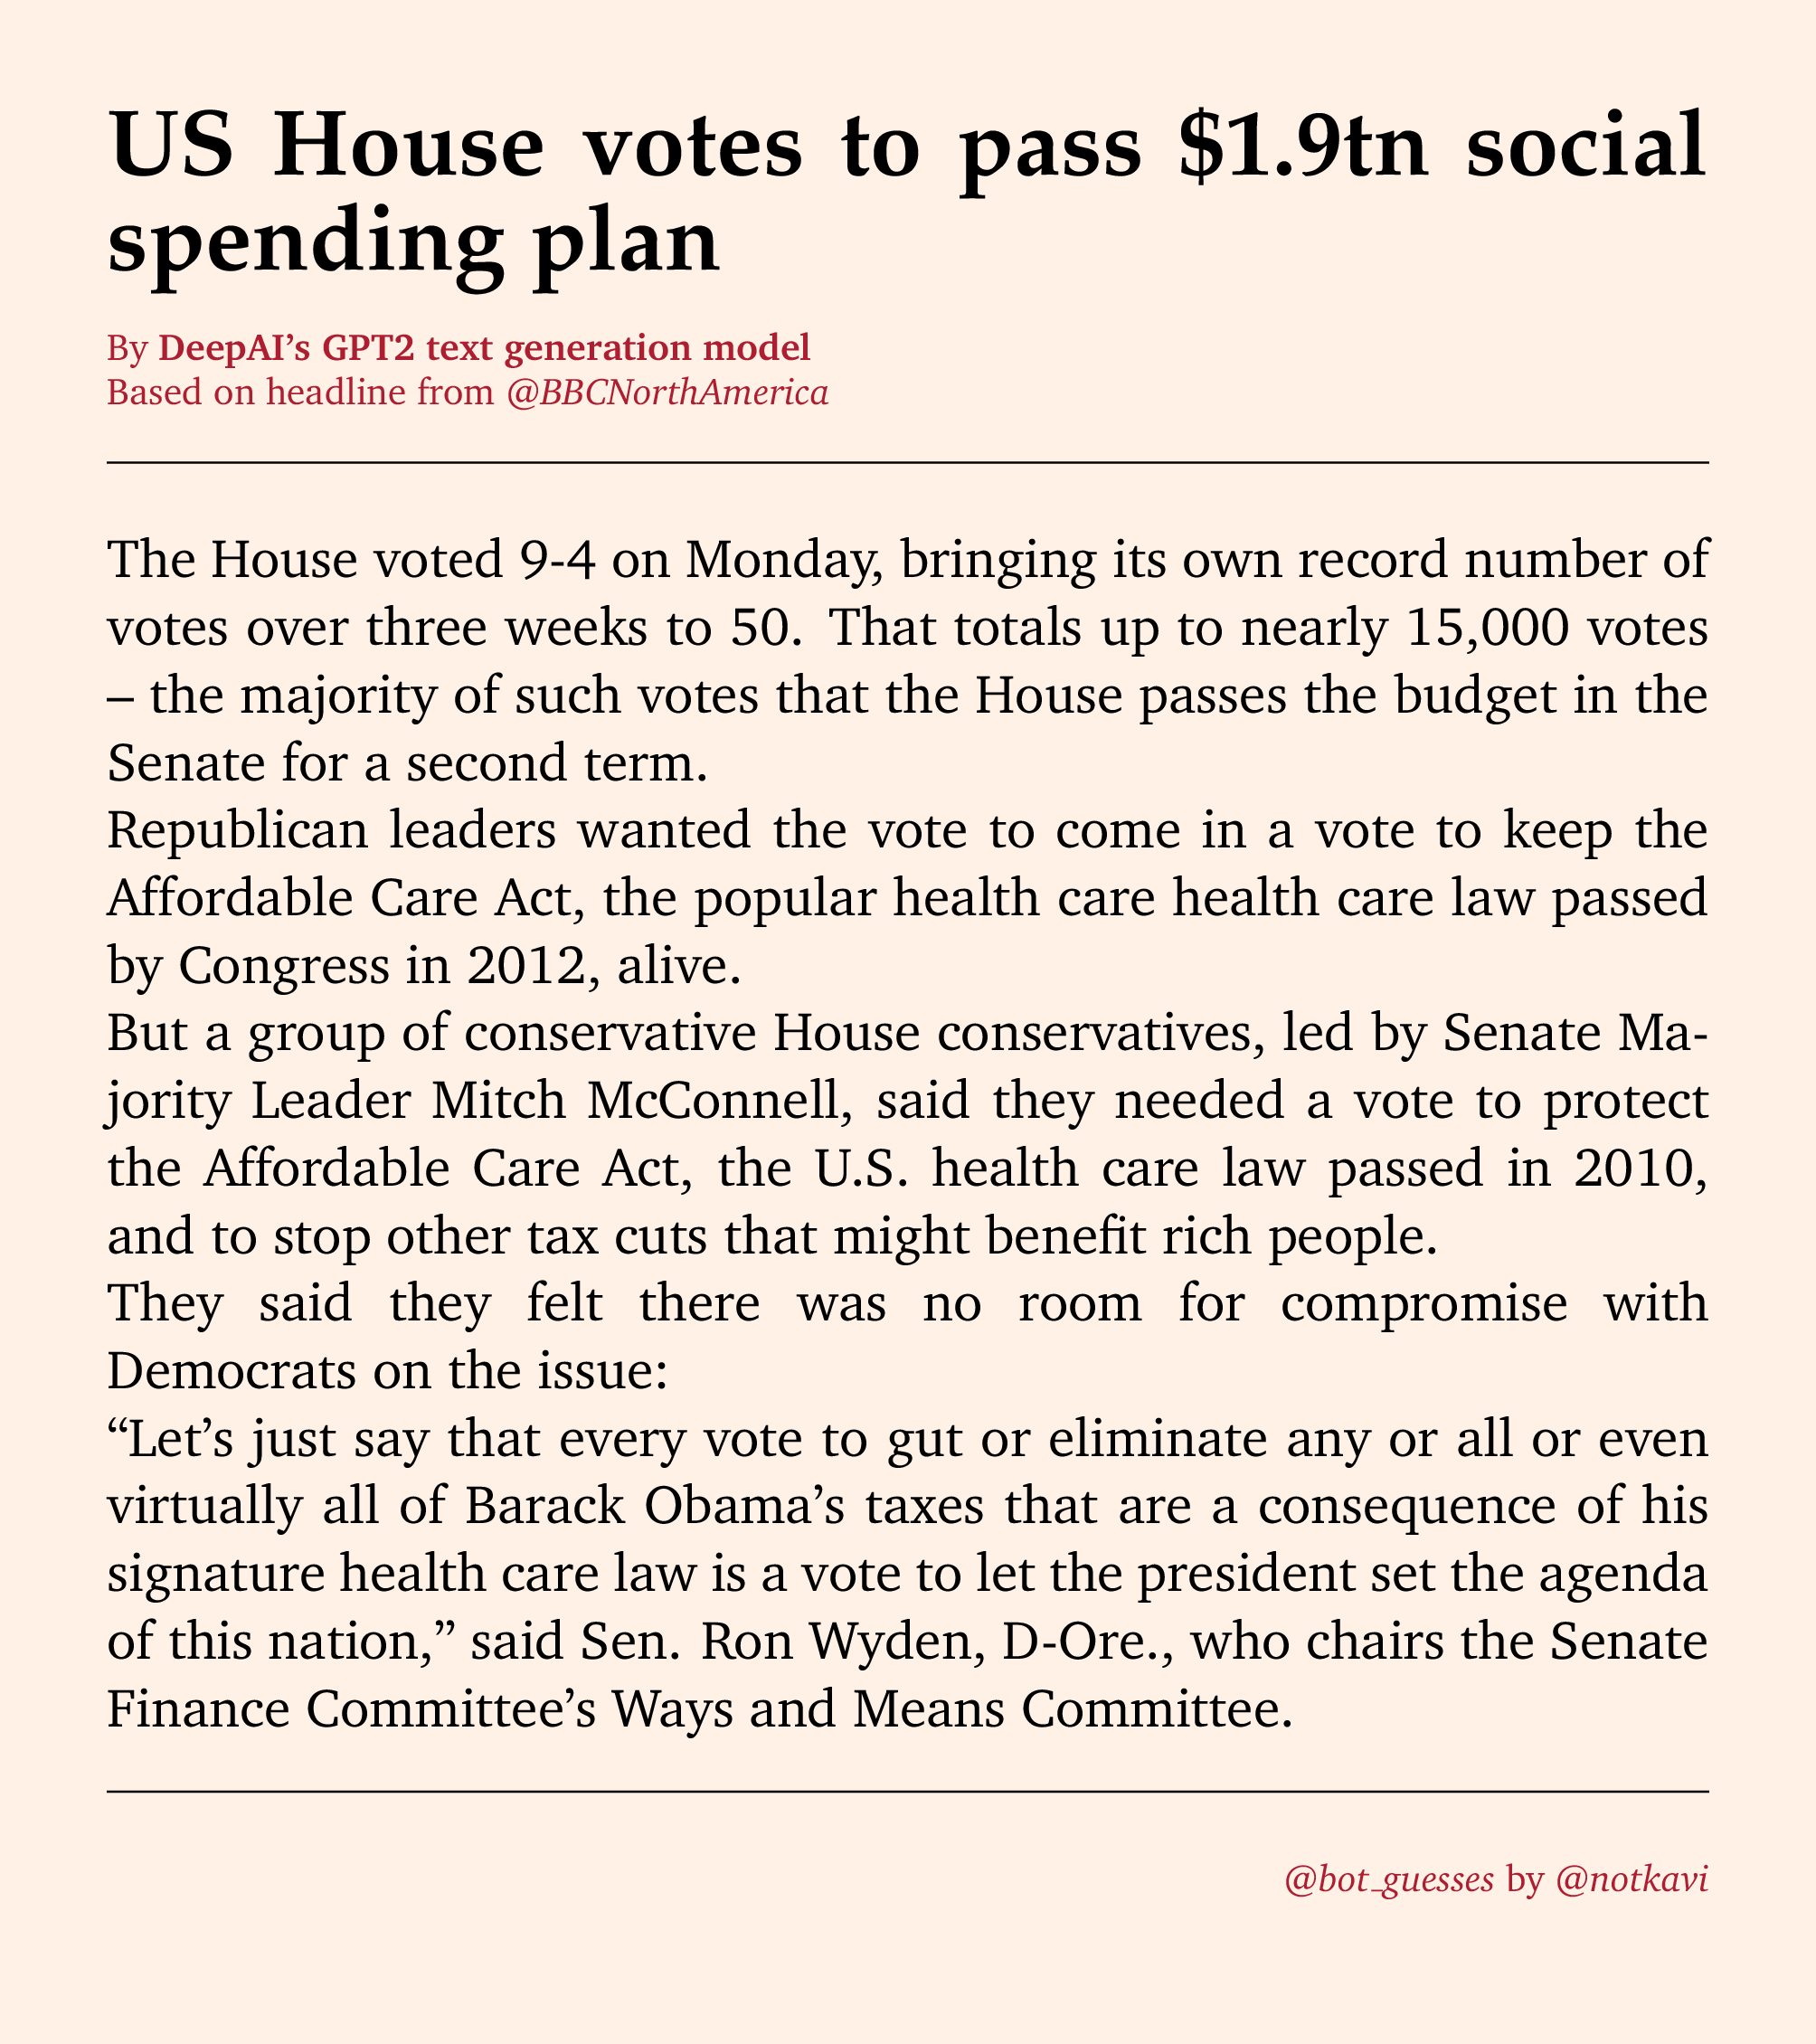 US House votes to pass $1.9tn social
spending plan
By DeepAI’s GPT2 text generation model
Based on headline from @BBCNorthAmerica
The House voted 9-4 on Monday, bringing its own record number of
votes over three weeks to 50. That totals up to nearly 15,000 votes
– the majority of such votes that the House passes the budget in the
Senate for a second term.
Republican leaders wanted the vote to come in a vote to keep the
Affordable Care Act, the popular health care health care law passed
by Congress in 2012, alive.
But a group of conservative House conservatives, led by Senate Ma-
jority Leader Mitch McConnell, said they needed a vote to protect
the Affordable Care Act, the U.S. health care law passed in 2010,
and to stop other tax cuts that might benefit rich people.
They said they felt there was no room for compromise with
Democrats on the issue:
“Let’s just say that every vote to gut or eliminate any or all or even
virtually all of Barack Obama’s taxes that are a consequence of his
signature health care law is a vote to let the president set the agenda
of this nation,” said Sen. Ron Wyden, D-Ore., who chairs the Senate
Finance Committee’s Ways and Means Committee.
@bot_guesses by @notkavi